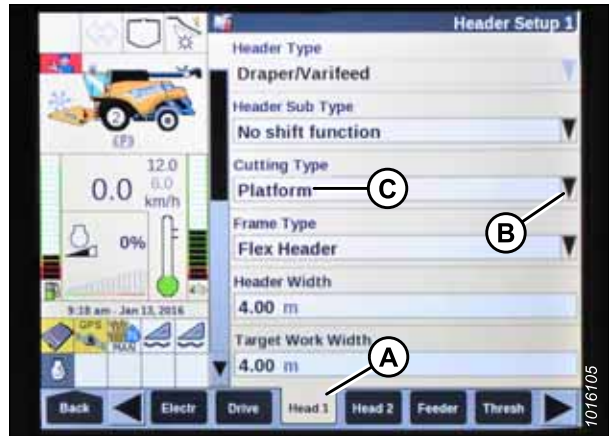 Header Setup 1
Header Type
Draper/Varifeed
Header Sub Type
No shift function
Cutting Type
Platform
C
B
Frame Type
Flex Header
Header Width
4.00 m
Target Work Width
4.00 m
A
2
(P)
12.0
0.0 6.0
km/h
0%
9:18 am - Jan 13, 2016
GPS
MAN
Back
Electr
Drive
Head 1
Head 2
Feeder
Thresh
1016105